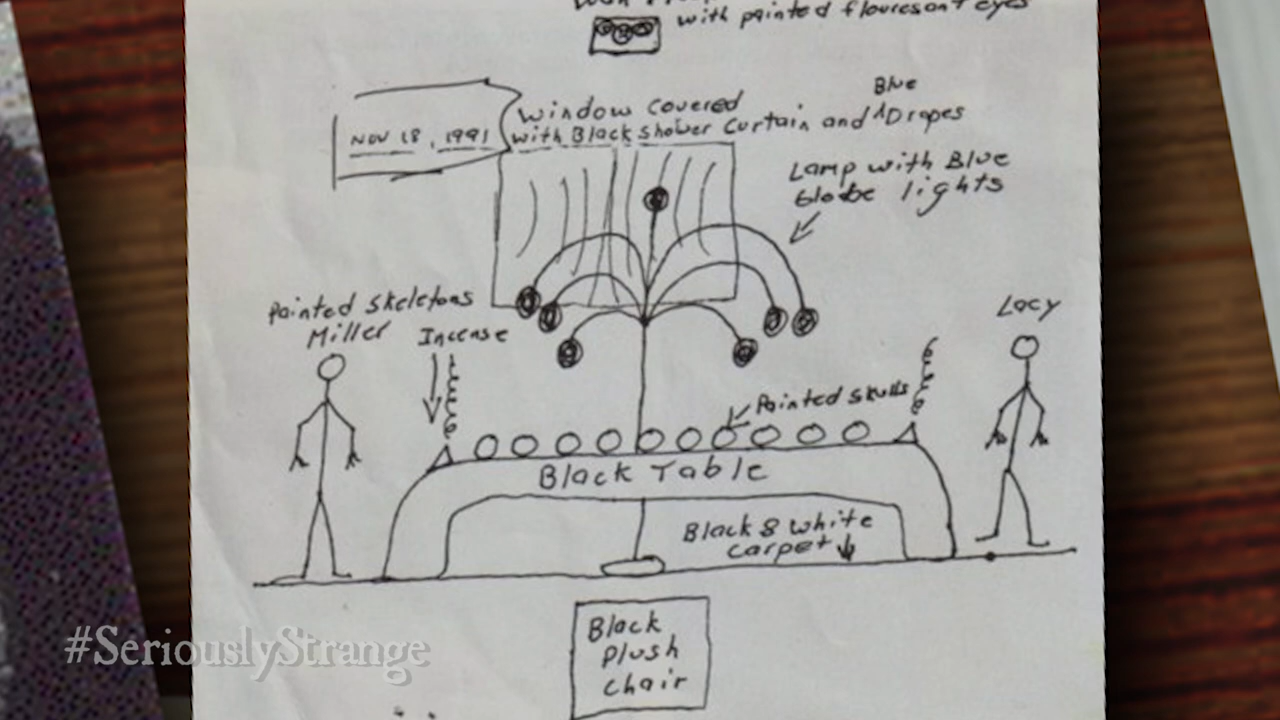 with painted flouresant eyes
Blue
Window Covered
with Black Shower Curtain and ^Drapes
NOV 18, 1991
Lamp with Blue
Globe lights
Painted Skeletons
Miller
Incense
Lacy
Painted skulls
Black Table
Black & White
Carpet
Black
Plush
Chair
#SeriouslyStrange